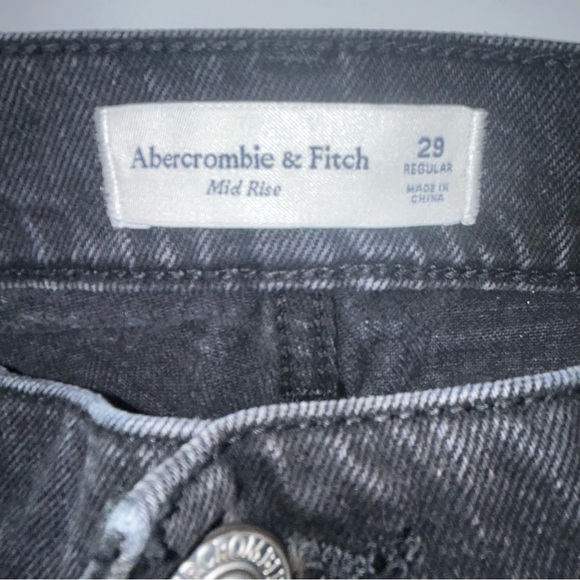 Abercrombie & Fitch
Mid Rise
29
REGULAR
MADE IN
CHINA